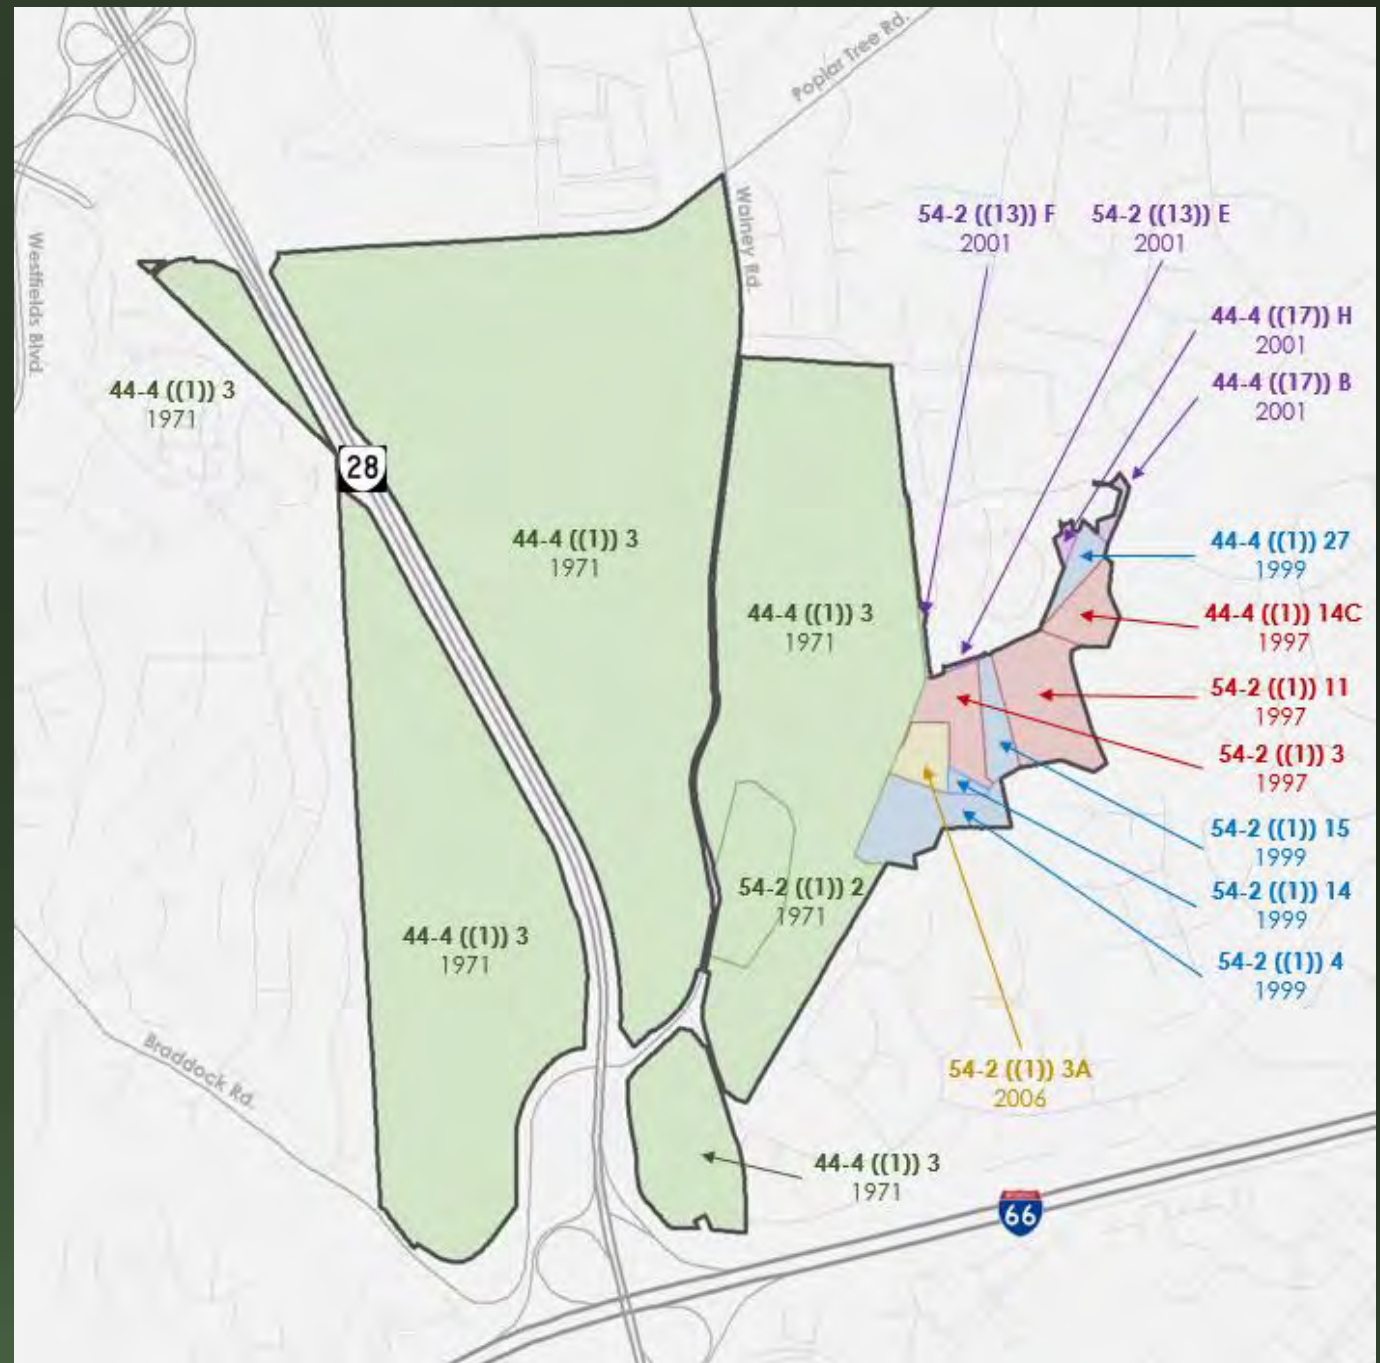 Poplar Tree Rd.
Walney Rd.
Westfields Blvd.
54-2 ((13)) F
2001
54-2 ((13)) E
2001
44-4 ((17)) H
2001
44-4 ((17)) B
2001
44-4 ((1)) 3
1971
28
44-4 ((1)) 3
1971
44-4 ((1)) 27
1999
44-4 ((1)) 3
1971
44-4 ((1)) 14C
1997
54-2 ((1)) 11
1997
54-2 ((1)) 3
1997
54-2 ((1)) 15
1999
54-2 ((1)) 2
1971
54-2 ((1)) 14
1999
44-4 ((1)) 3
1971
54-2 ((1)) 4
1999
Braddock Rd.
54-2 ((1)) 3A
2006
44-4 ((1)) 3
1971
66